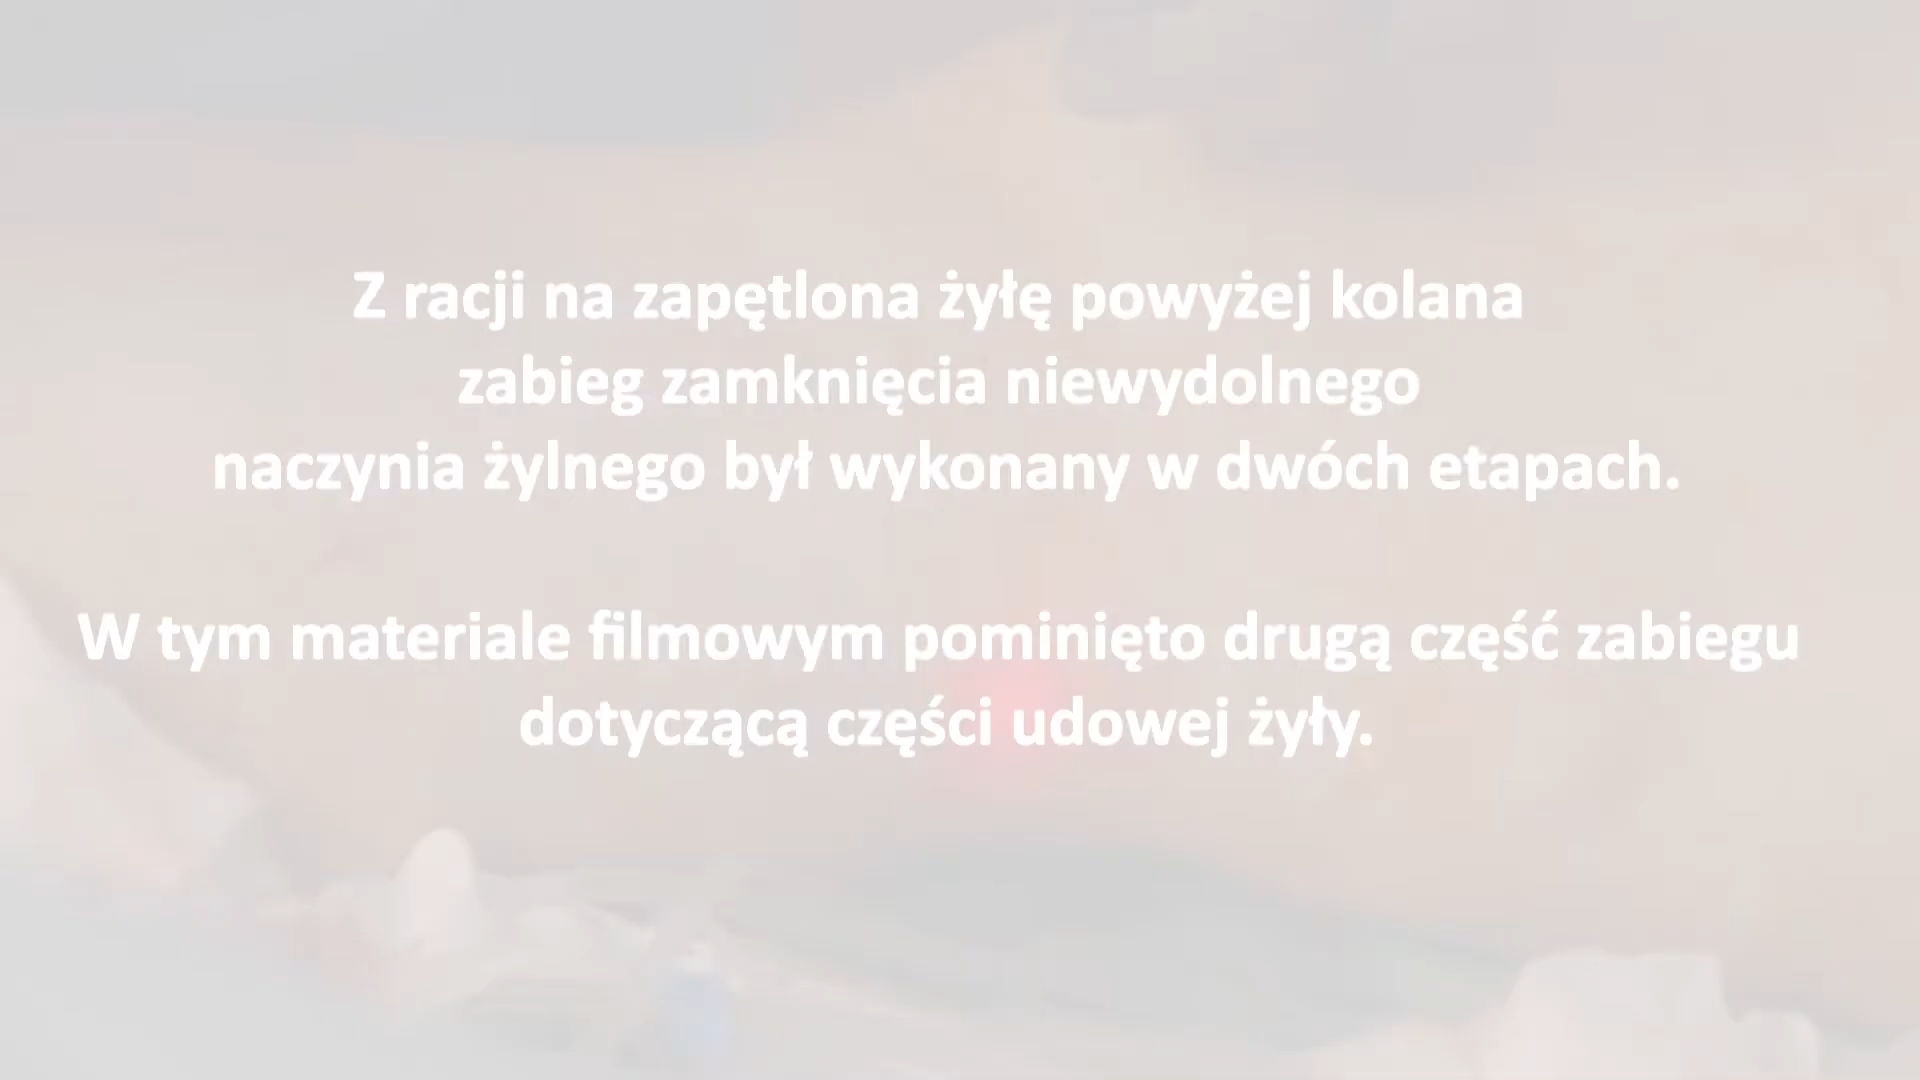 Z racji na zapętlona żyłę powyżej kolana
zabieg zamknięcia niewydolnego
naczynia żylnego był wykonany w dwóch etapach.
W tym materiale filmowym pominięto drugą część zabiegu
dotyczącą części udowej żyły.